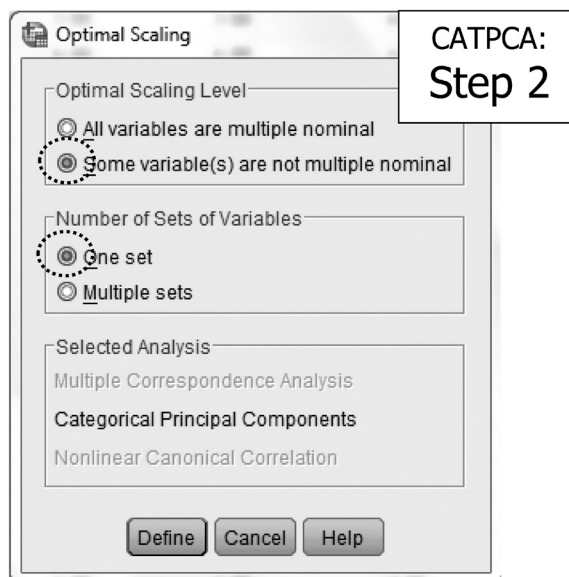 Optimal Scaling
CATPCA:
Step 2
Optimal Scaling Level
All variables are multiple nominal
Some variable(s) are not multiple nominal
Number of Sets of Variables
One set
Multiple sets
Selected Analysis
Multiple Correspondence Analysis
Categorical Principal Components
Nonlinear Canonical Correlation
Define Cancel Help